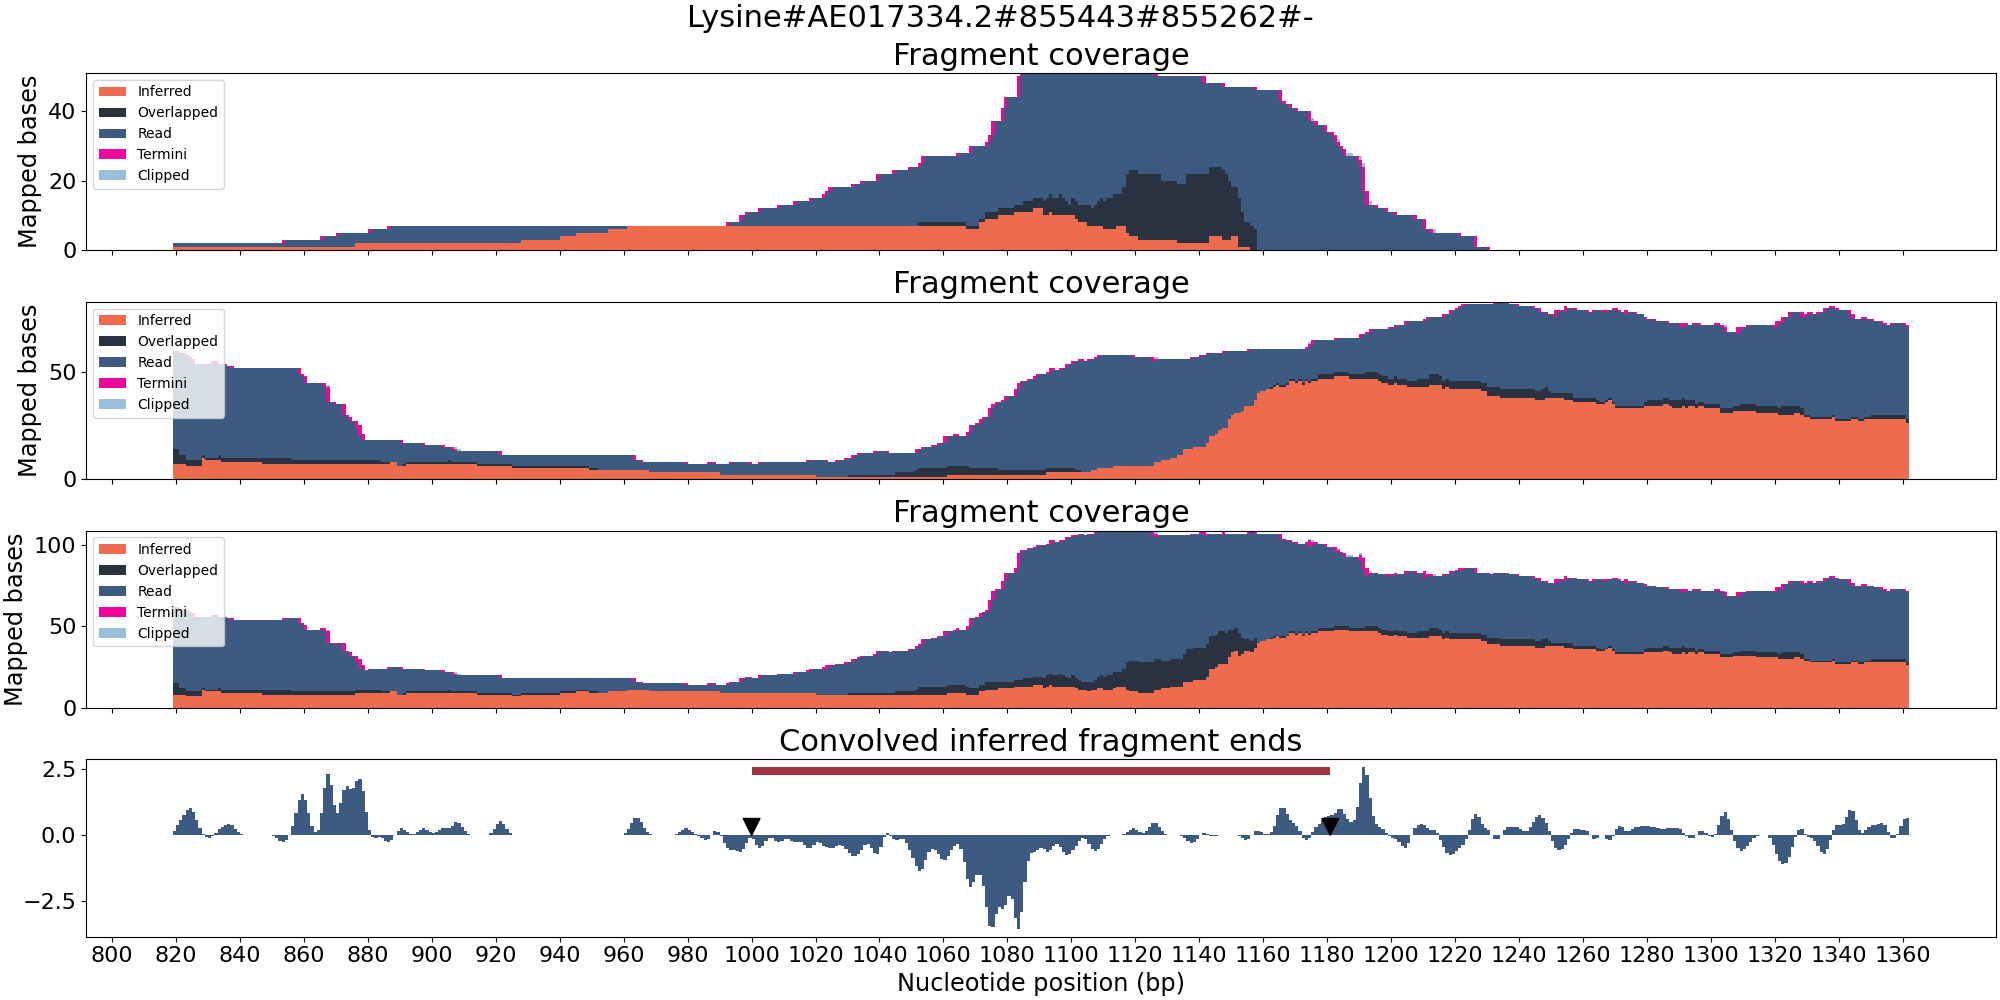 Lysine#AE017334.2#855443#855262#-
Fragment coverage
Mapped bases
40
20
0
Inferred
Overlapped
Read
Termini
Clipped
Fragment coverage
Mapped bases
50
0
Inferred
Overlapped
Read
Termini
Clipped
Fragment coverage
Mapped bases
100
50
0
Inferred
Overlapped
Read
Termini
Clipped
Convolved inferred fragment ends
2.5
0.0
−2.5
800 820 840 860 880 900 920 940 960 980 1000 1020 1040 1060 1080 1100 1120 1140 1160 1180 1200 1220 1240 1260 1280 1300 1320 1340 1360
Nucleotide position (bp)